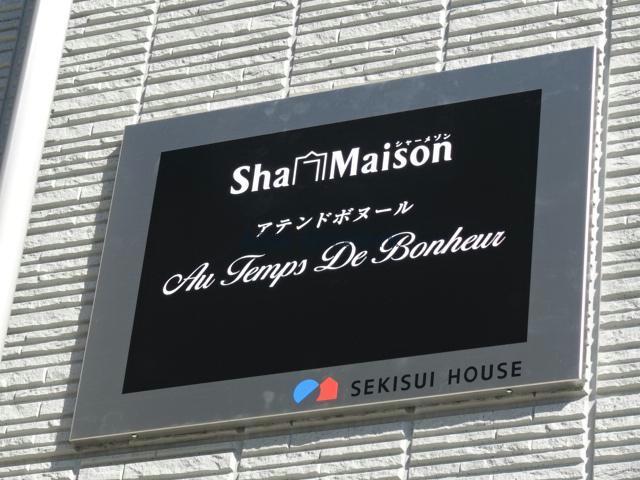 シャーメゾン
Sha Maison
アテンドボヌール
Au Temps De Bonheur
SEKISUI HOUSE